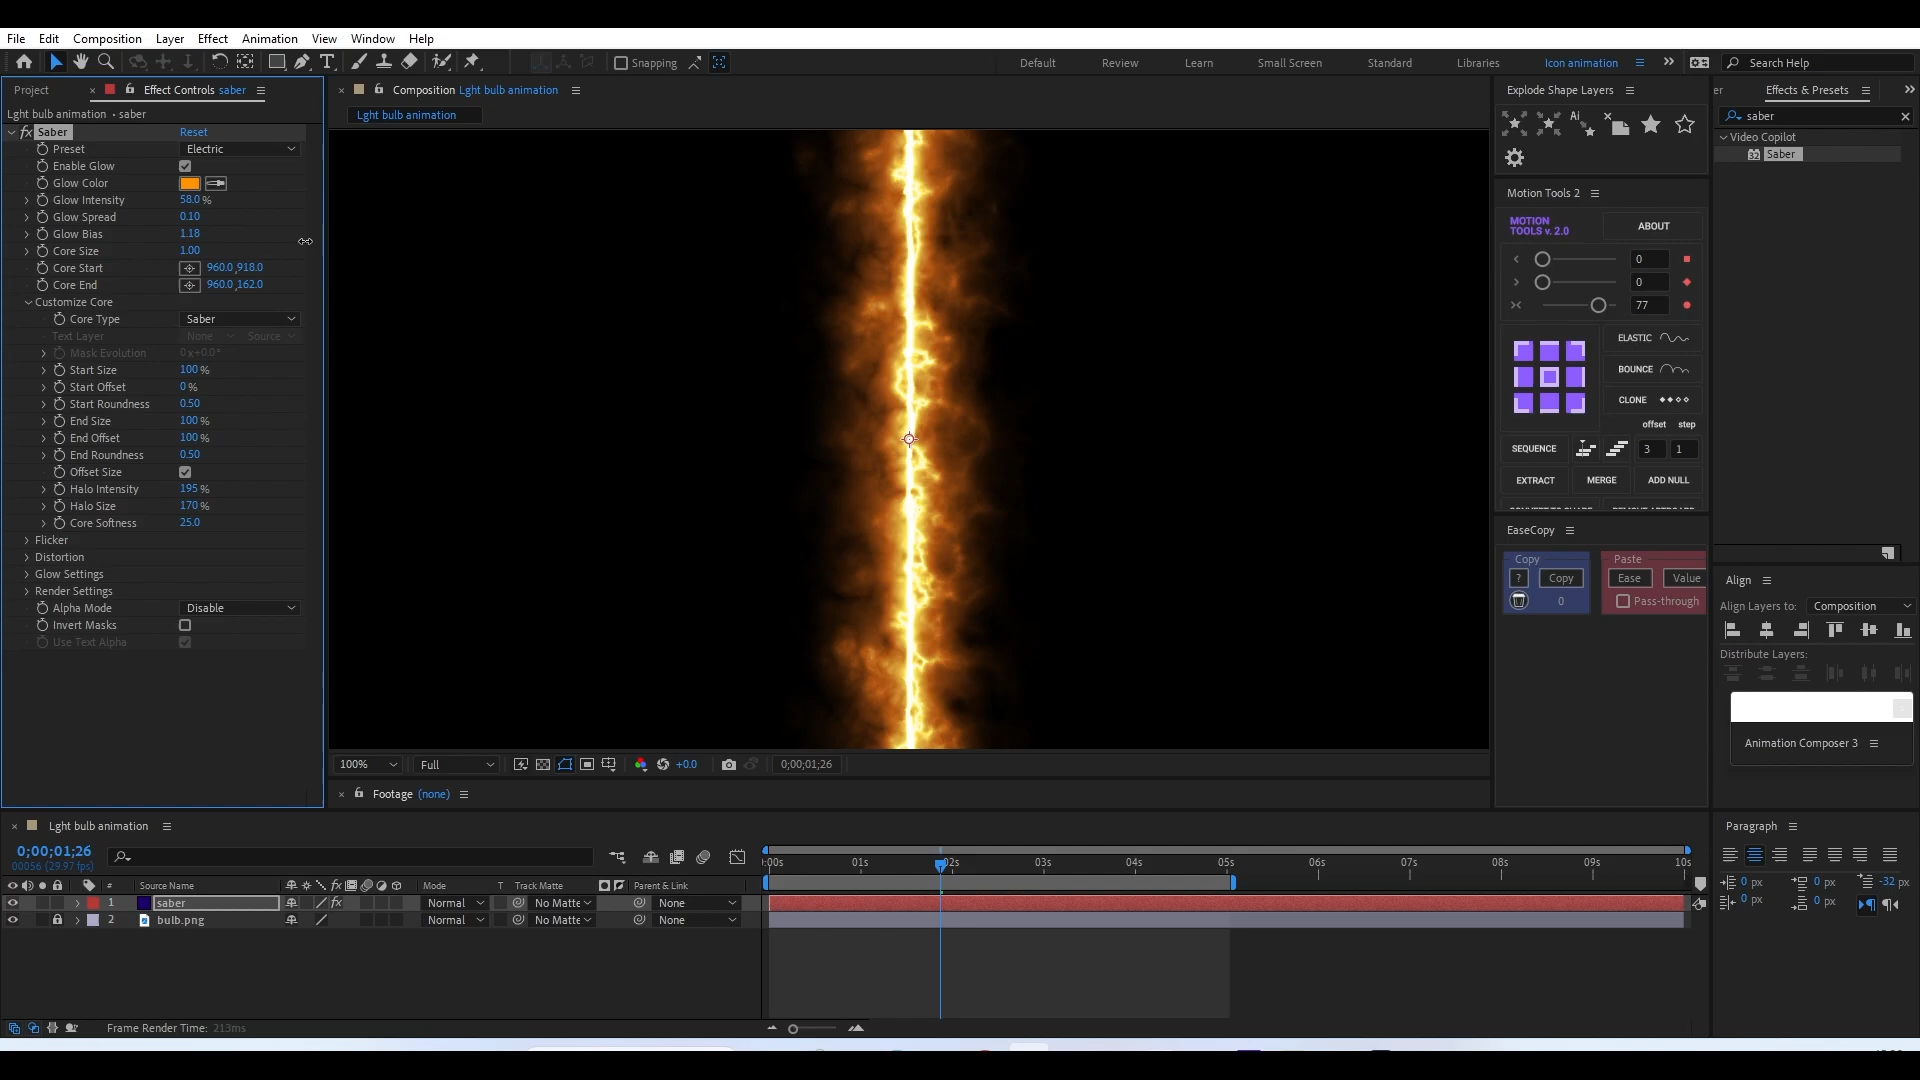 File Edit Composition Layer Effect Animation View Window Help
Snapping
Default Review Learn Small Screen Standard Libraries Icon animation Search Help
Project Effect Controls saber
Lght bulb animation • saber
fx Saber Reset
Preset Electric
Enable Glow
Glow Color
Glow Intensity 58.0 %
Glow Spread 0.10
Glow Bias 1.18
Core Size 1.00
Core Start 960.0,918.0
Core End 960.0,162.0
Customize Core
Core Type Saber
Text Layer None Source
Mask Evolution 0x+0.0°
Start Size 100 %
Start Offset 0 %
Start Roundness 0.50
End Size 100 %
End Offset 100 %
End Roundness 0.50
Offset Size
Halo Intensity 195 %
Halo Size 170 %
Core Softness 25.0
Flicker
Distortion
Glow Settings
Render Settings
Alpha Mode Disable
Invert Masks
Use Text Alpha
Composition Lght bulb animation
Lght bulb animation
100% Full +0.0 0;00;01;26
Footage (none)
Explode Shape Layers
Ai
Motion Tools 2
MOTION
TOOLS v. 2.0
ABOUT
0
0
77
ELASTIC
BOUNCE
CLONE
offset step
SEQUENCE 3 1
EXTRACT MERGE ADD NULL
EaseCopy
Copy Paste
? Copy Ease Value
0 Pass-through
er Effects & Presets
saber
Video Copilot
32 Saber
Align
Align Layers to: Composition
Distribute Layers:
Animation Composer 3
Paragraph
0 px 0 px -32 px
0 px 0 px
Lght bulb animation
0;00;01;26
00056 (29.97 fps)
:00s 01s 02s 03s 04s 05s 06s 07s 08s 09s 10s
# Source Name fx Mode T Track Matte Parent & Link
1 saber fx Normal No Matte None
2 bulb.png Normal No Matte None
Frame Render Time: 213ms